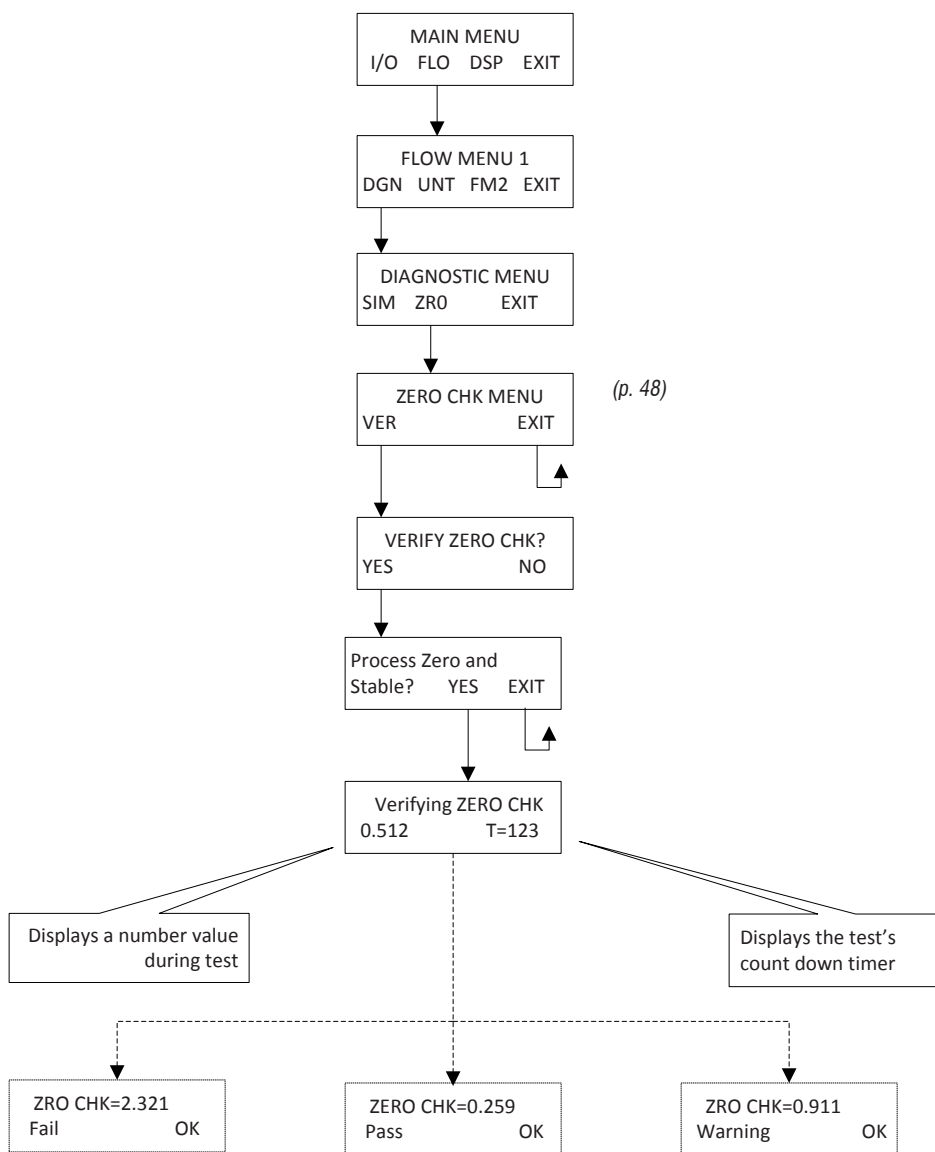 MAIN MENU
I/O FLO DSP EXIT
FLOW MENU 1
DGN UNT FM2 EXIT
DIAGNOSTIC MENU
SIM ZR0 EXIT
ZERO CHK MENU
VER EXIT
(p. 48)
VERIFY ZERO CHK?
YES NO
Process Zero and
Stable? YES EXIT
Verifying ZERO CHK
0.512 T=123
Displays a number value
during test
Displays the test's
count down timer
ZRO CHK=2.321
Fail OK
ZERO CHK=0.259
Pass OK
ZRO CHK=0.911
Warning OK